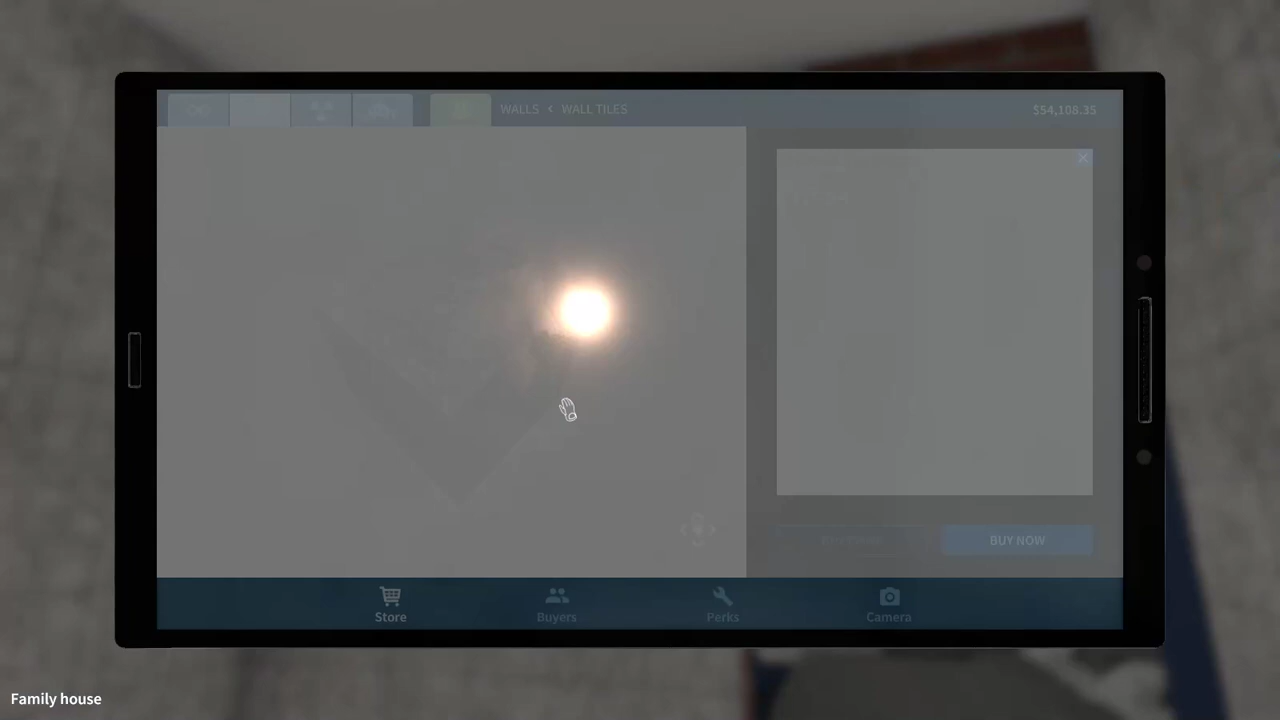 WALLS < WALL TILES
$54,108.35
BUY NOW
Store
Buyers
Perks
Camera
Family house